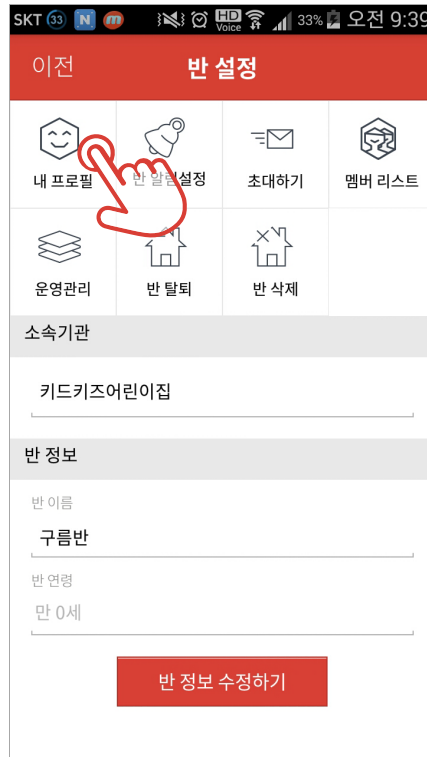 SKT 33 N m HD Voice 33% 오전 9:39
이전 반 설정
내 프로필 반 알림설정 초대하기 멤버 리스트
운영관리 반 탈퇴 반 삭제
소속기관
키드키즈어린이집
반 정보
반 이름
구름반
반 연령
만 0세
반 정보 수정하기